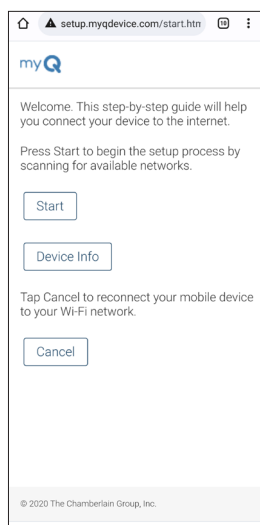 setup.myqdevice.com/start.htm
10
myQ
Welcome. This step-by-step guide will help
you connect your device to the internet.
Press Start to begin the setup process by
scanning for available networks.
Start
Device Info
Tap Cancel to reconnect your mobile device
to your Wi-Fi network.
Cancel
© 2020 The Chamberlain Group, Inc.